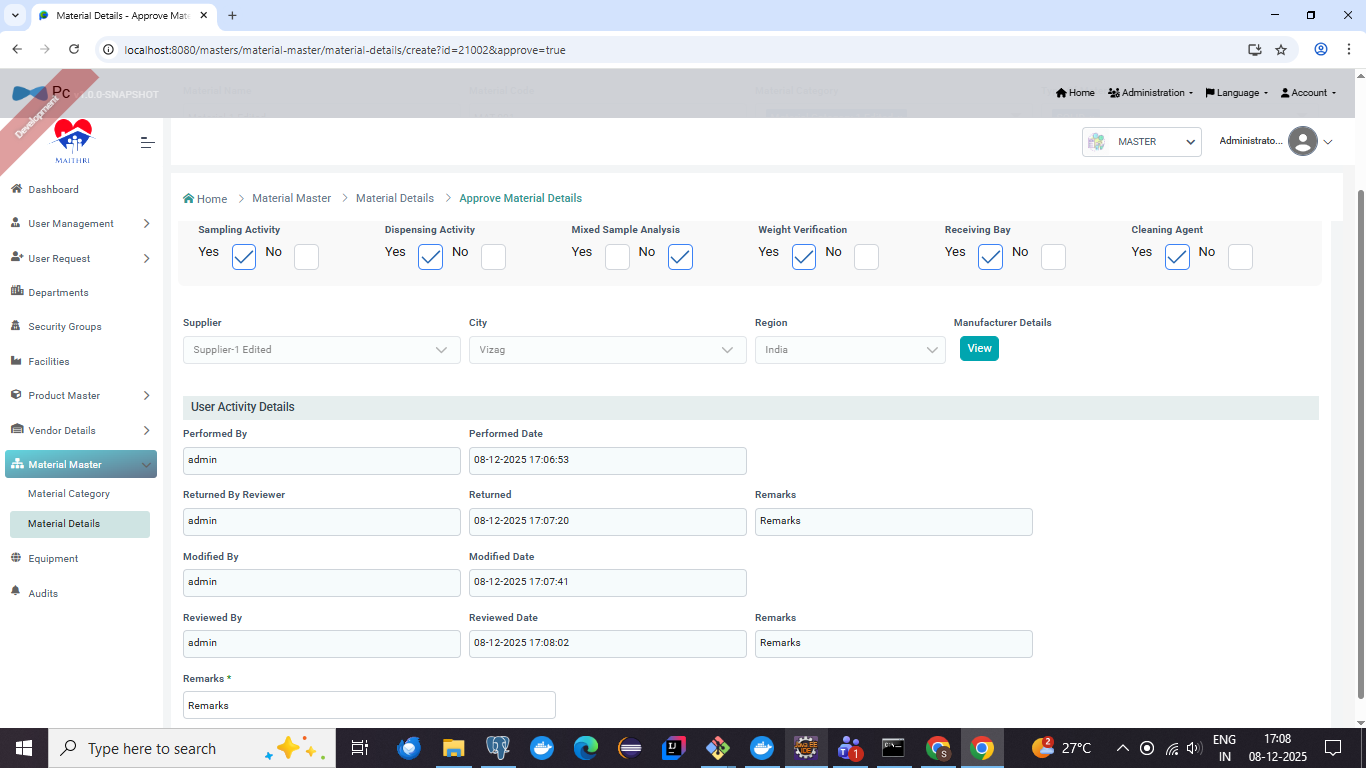 Material Details - Approve Mate
localhost:8080/masters/material-master/material-details/create?id=21002&approve=true
Pc v1.0.0-SNAPSHOT
Development
Home Administration Language Account
MAITHRI
MASTER
Administrato...
Home Material Master Material Details Approve Material Details
Dashboard
User Management
User Request
Departments
Security Groups
Facilities
Product Master
Vendor Details
Material Master
Material Category
Material Details
Equipment
Audits
Sampling Activity Dispensing Activity Mixed Sample Analysis Weight Verification Receiving Bay Cleaning Agent
Yes No Yes No Yes No Yes No Yes No Yes No
Supplier City Region Manufacturer Details
Supplier-1 Edited Vizag India View
User Activity Details
Performed By Performed Date
admin 08-12-2025 17:06:53
Returned By Reviewer Returned Remarks
admin 08-12-2025 17:07:20 Remarks
Modified By Modified Date
admin 08-12-2025 17:07:41
Reviewed By Reviewed Date Remarks
admin 08-12-2025 17:08:02 Remarks
Remarks *
Remarks
Type here to search
27°C
ENG
IN
17:08
08-12-2025